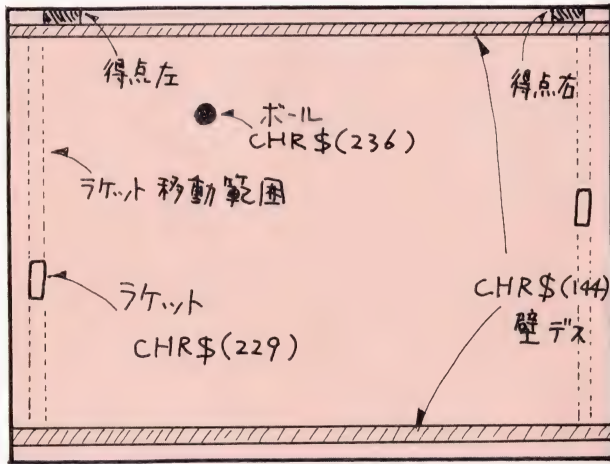 得点左
得点右
ボール
CHR$(236)
ラケット移動範囲
ラケット
CHR$(229)
CHR$(144)
壁デス